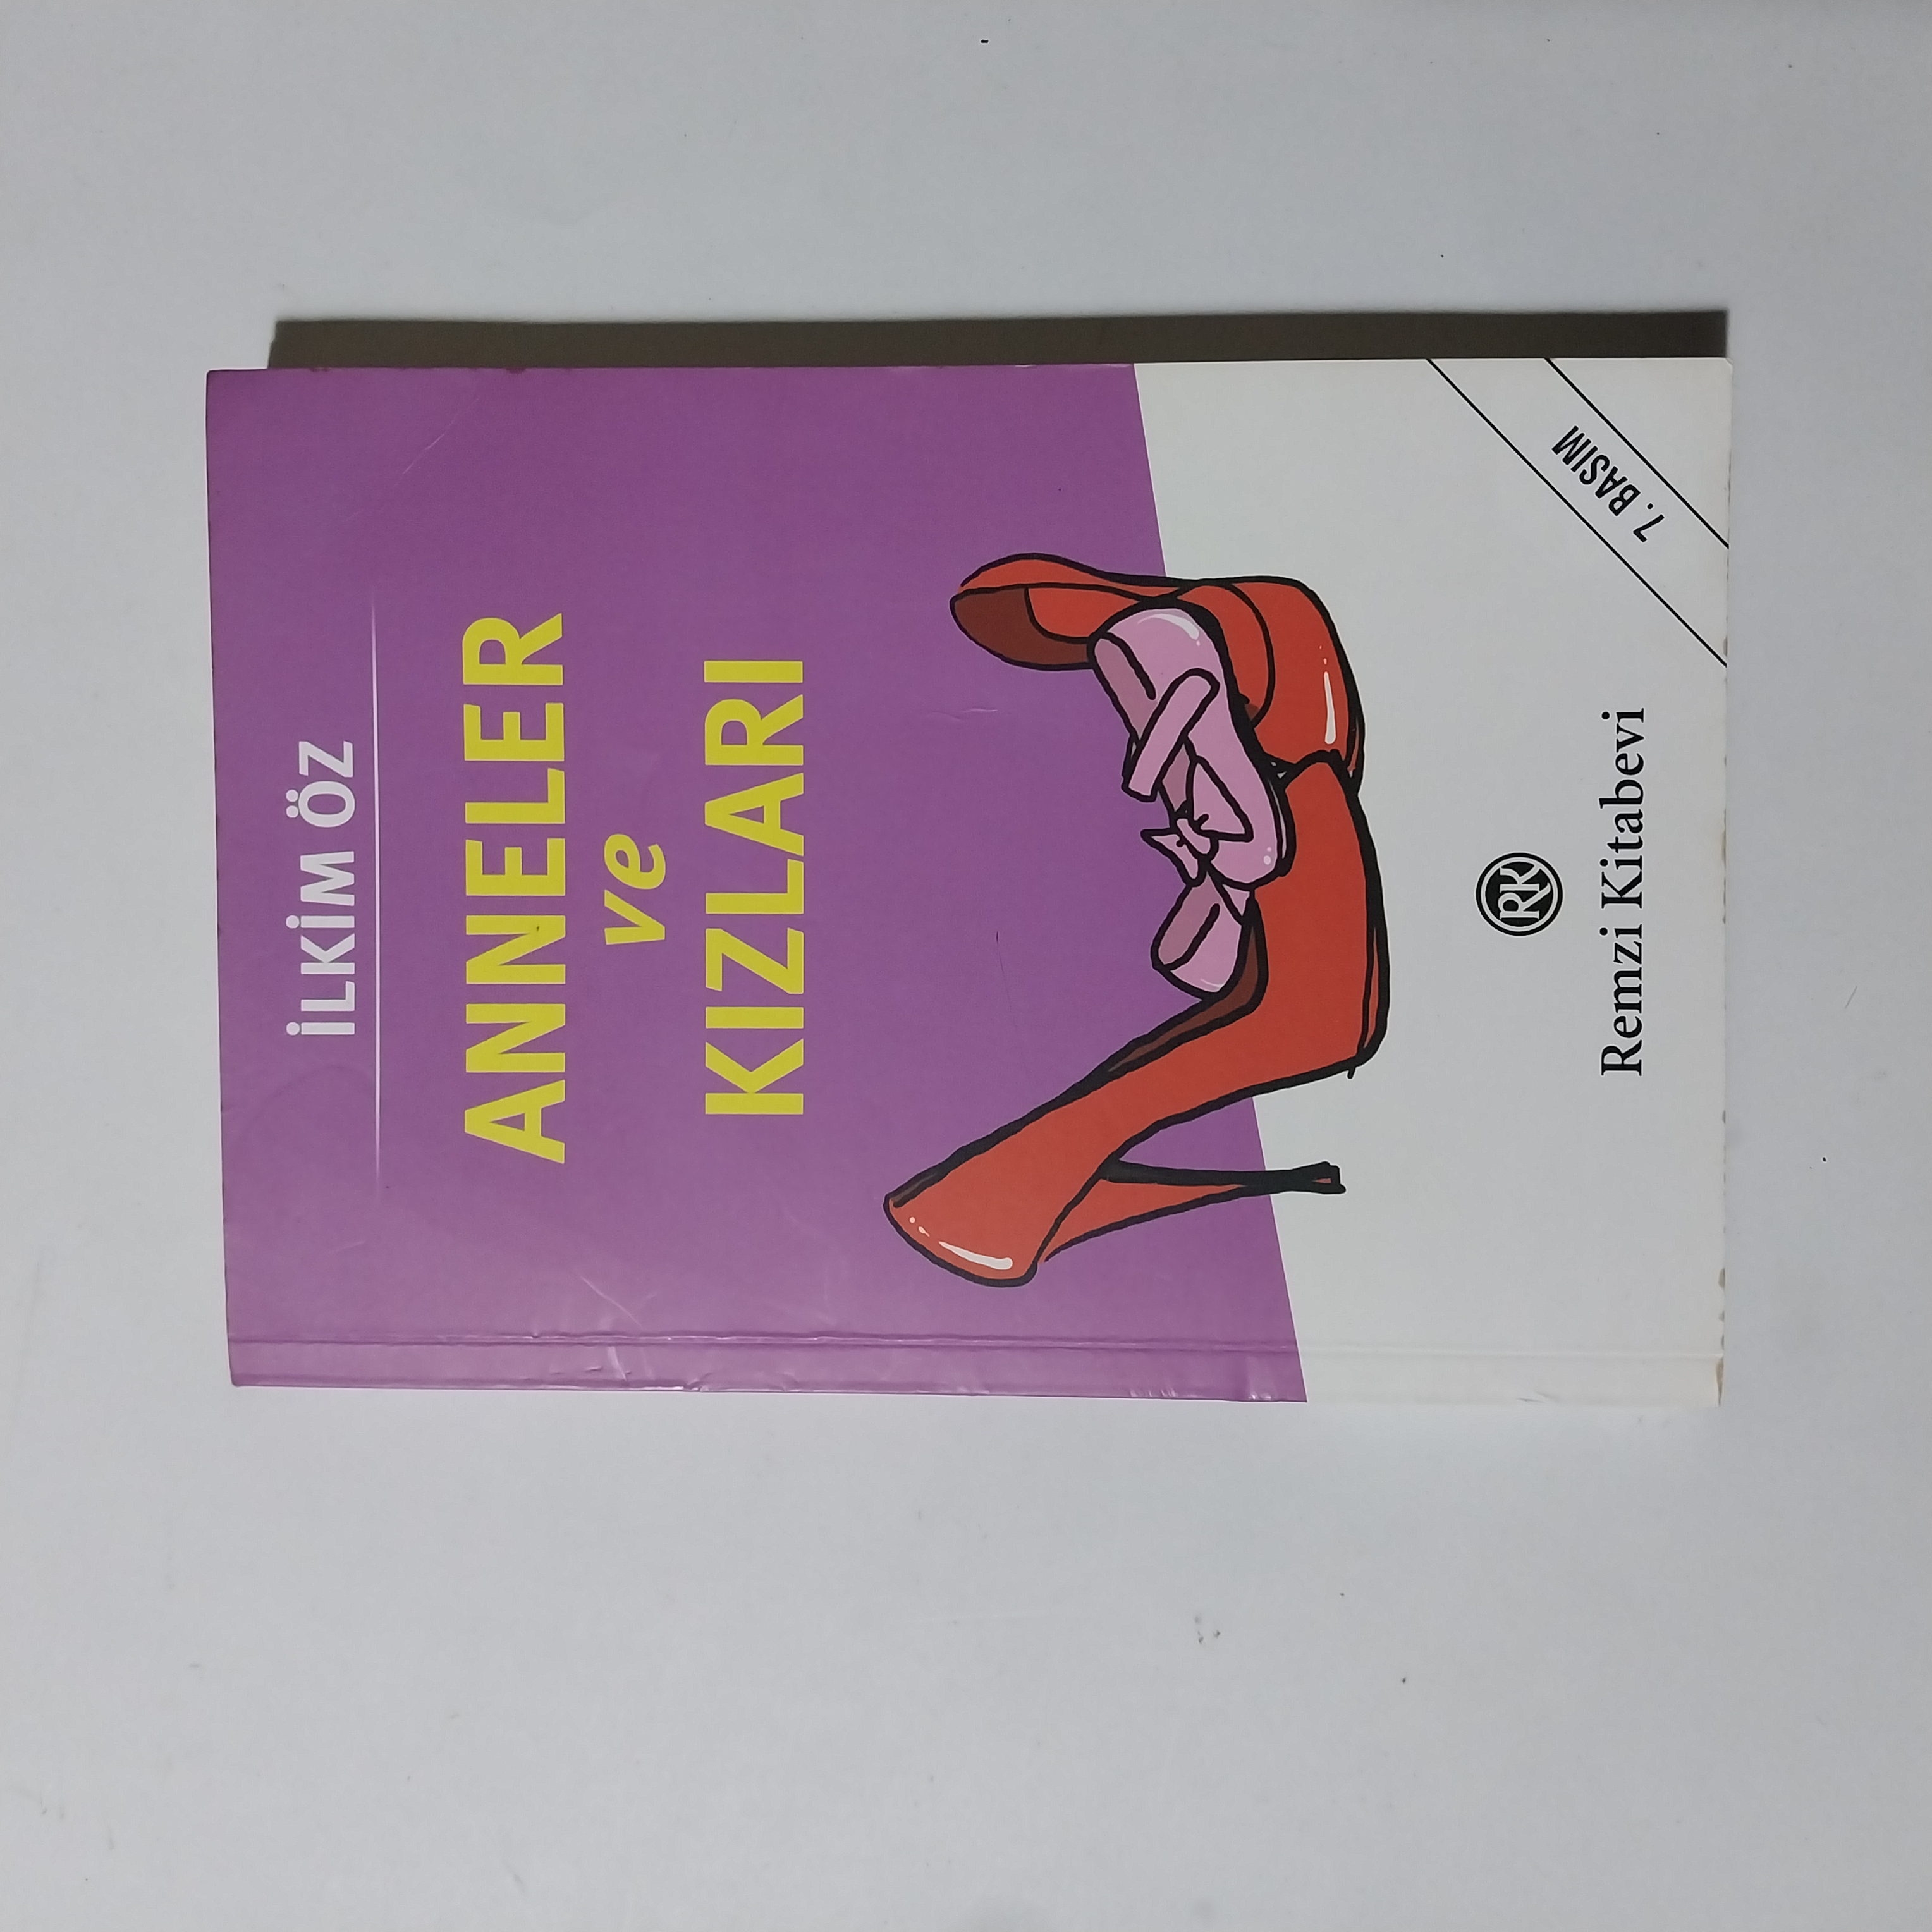 İLKİM ÖZ
ANNELER
ve
KIZLARI
RK
Remzi Kitabevi
7. BASIM